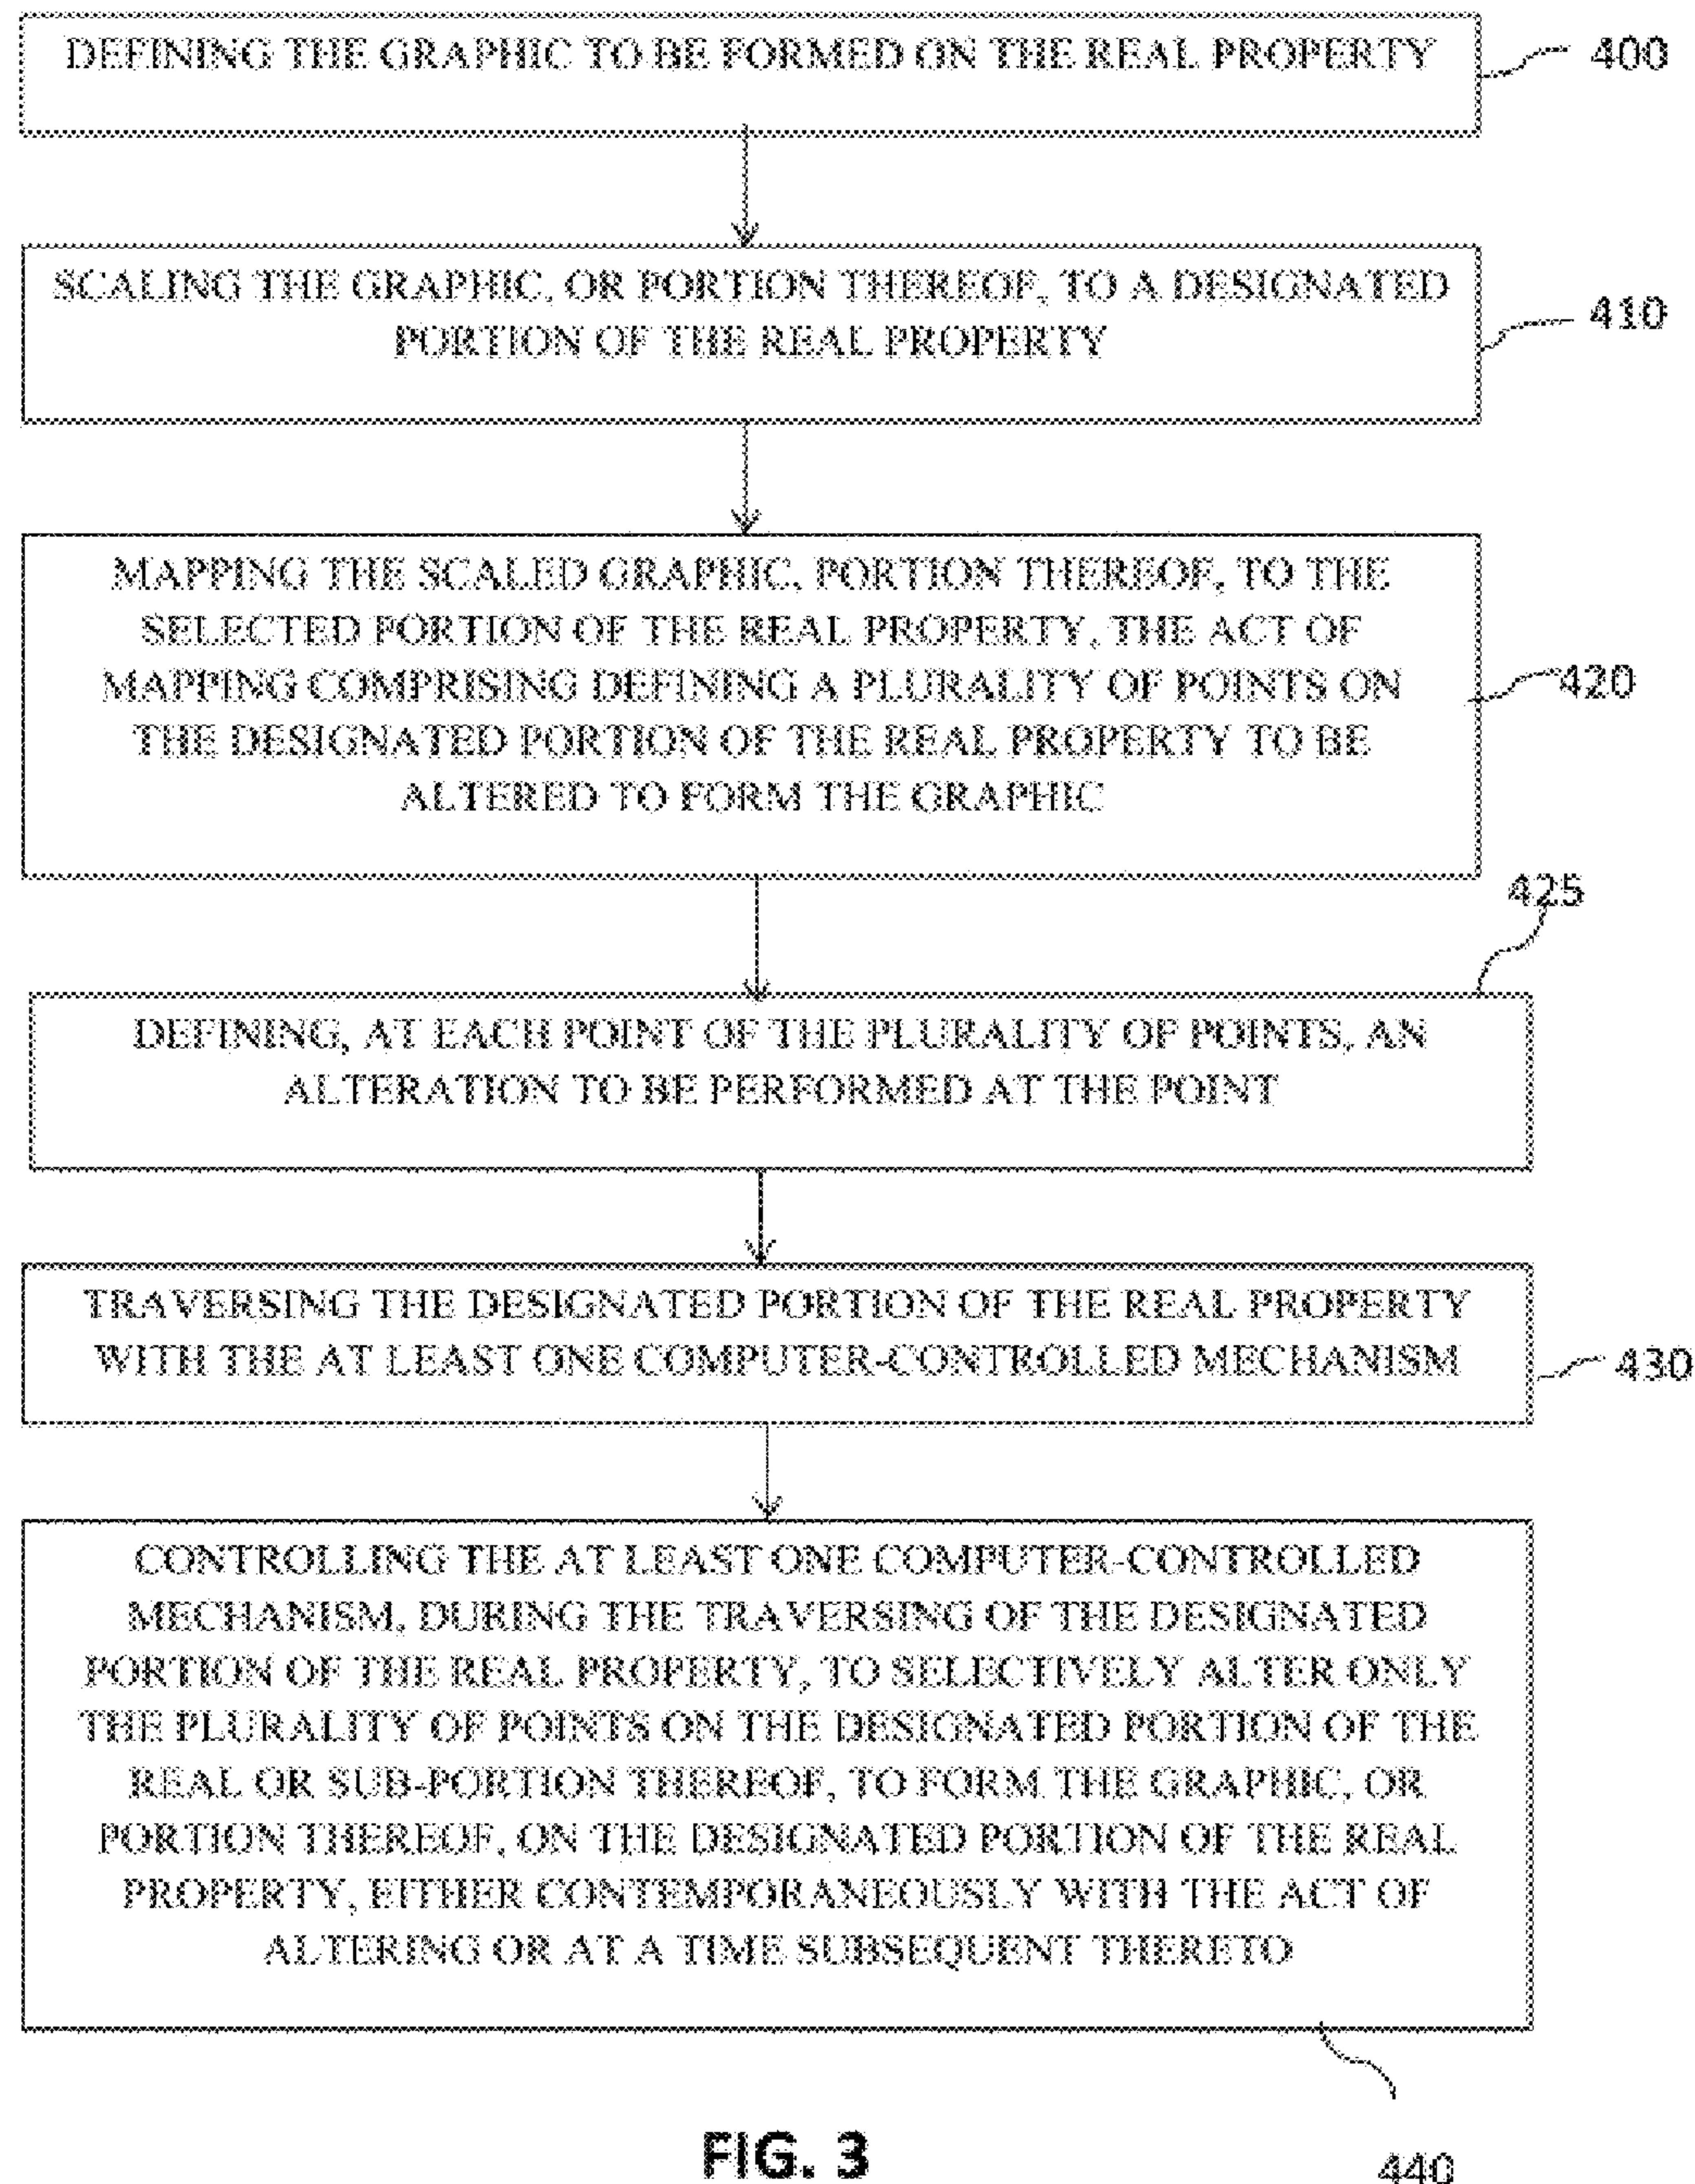 DEFINING THE GRAPHIC TO BE FORMED ON THE REAL PROPERTY
400
SCALING THE GRAPHIC, OR PORTION THEREOF, TO A DESIGNATED
PORTION OF THE REAL PROPERTY
410
MAPPING THE SCALED GRAPHIC, PORTION THEREOF, TO THE
SELECTED PORTION OF THE REAL PROPERTY, THE ACT OF
MAPPING COMPRISING DEFINING A PLURALITY OF POINTS ON
THE DESIGNATED PORTION OF THE REAL PROPERTY TO BE
ALTERED TO FORM THE GRAPHIC
420
425
DEFINING, AT EACH POINT OF THE PLURALITY OF POINTS, AN
ALTERATION TO BE PERFORMED AT THE POINT
TRAVERSING THE DESIGNATED PORTION OF THE REAL PROPERTY
WITH THE AT LEAST ONE COMPUTER-CONTROLLED MECHANISM
430
CONTROLLING THE AT LEAST ONE COMPUTER-CONTROLLED
MECHANISM, DURING THE TRAVERSING OF THE DESIGNATED
PORTION OF THE REAL PROPERTY, TO SELECTIVELY ALTER ONLY
THE PLURALITY OF POINTS ON THE DESIGNATED PORTION OF THE
REAL OR SUB-PORTION THEREOF, TO FORM THE GRAPHIC, OR
PORTION THEREOF, ON THE DESIGNATED PORTION OF THE REAL
PROPERTY, EITHER CONTEMPORANEOUSLY WITH THE ACT OF
ALTERING OR AT A TIME SUBSEQUENT THERETO
440
FIG. 3